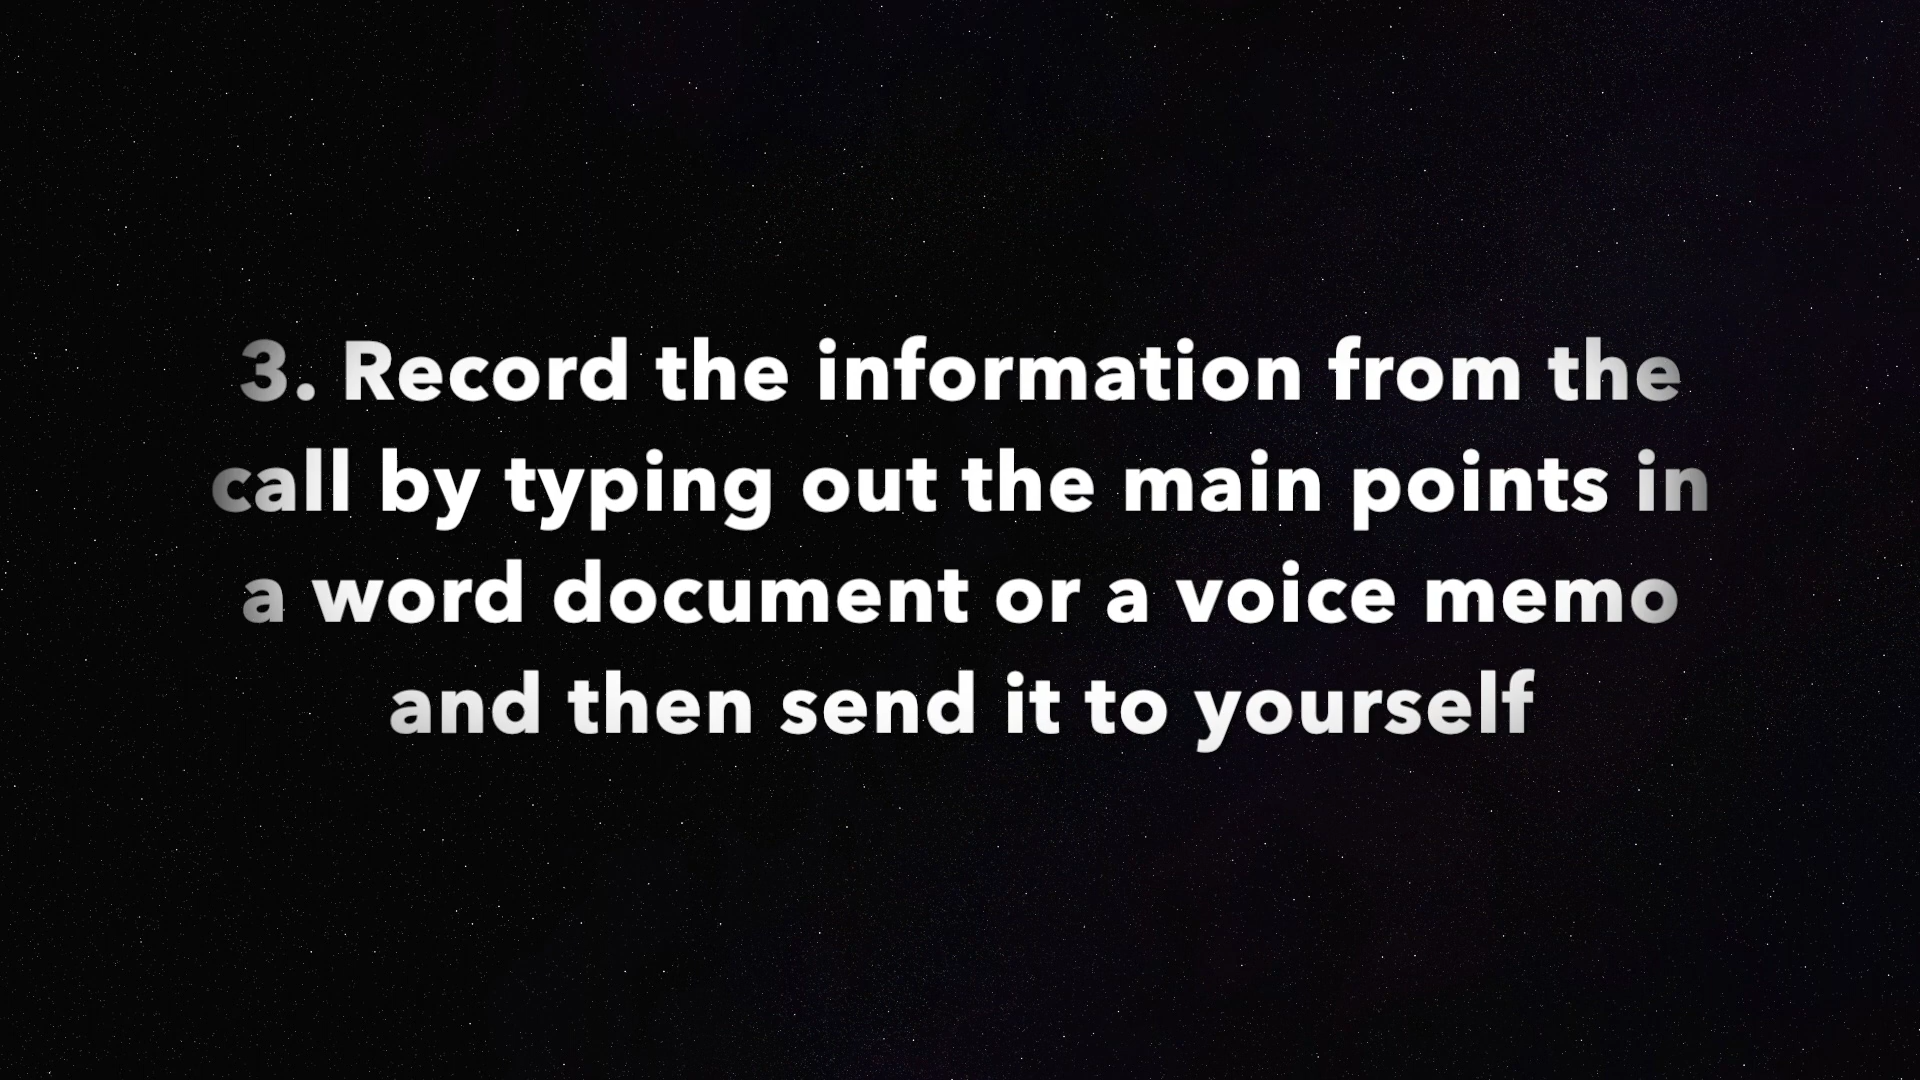 3. Record the information from the
call by typing out the main points in
a word document or a voice memo
and then send it to yourself